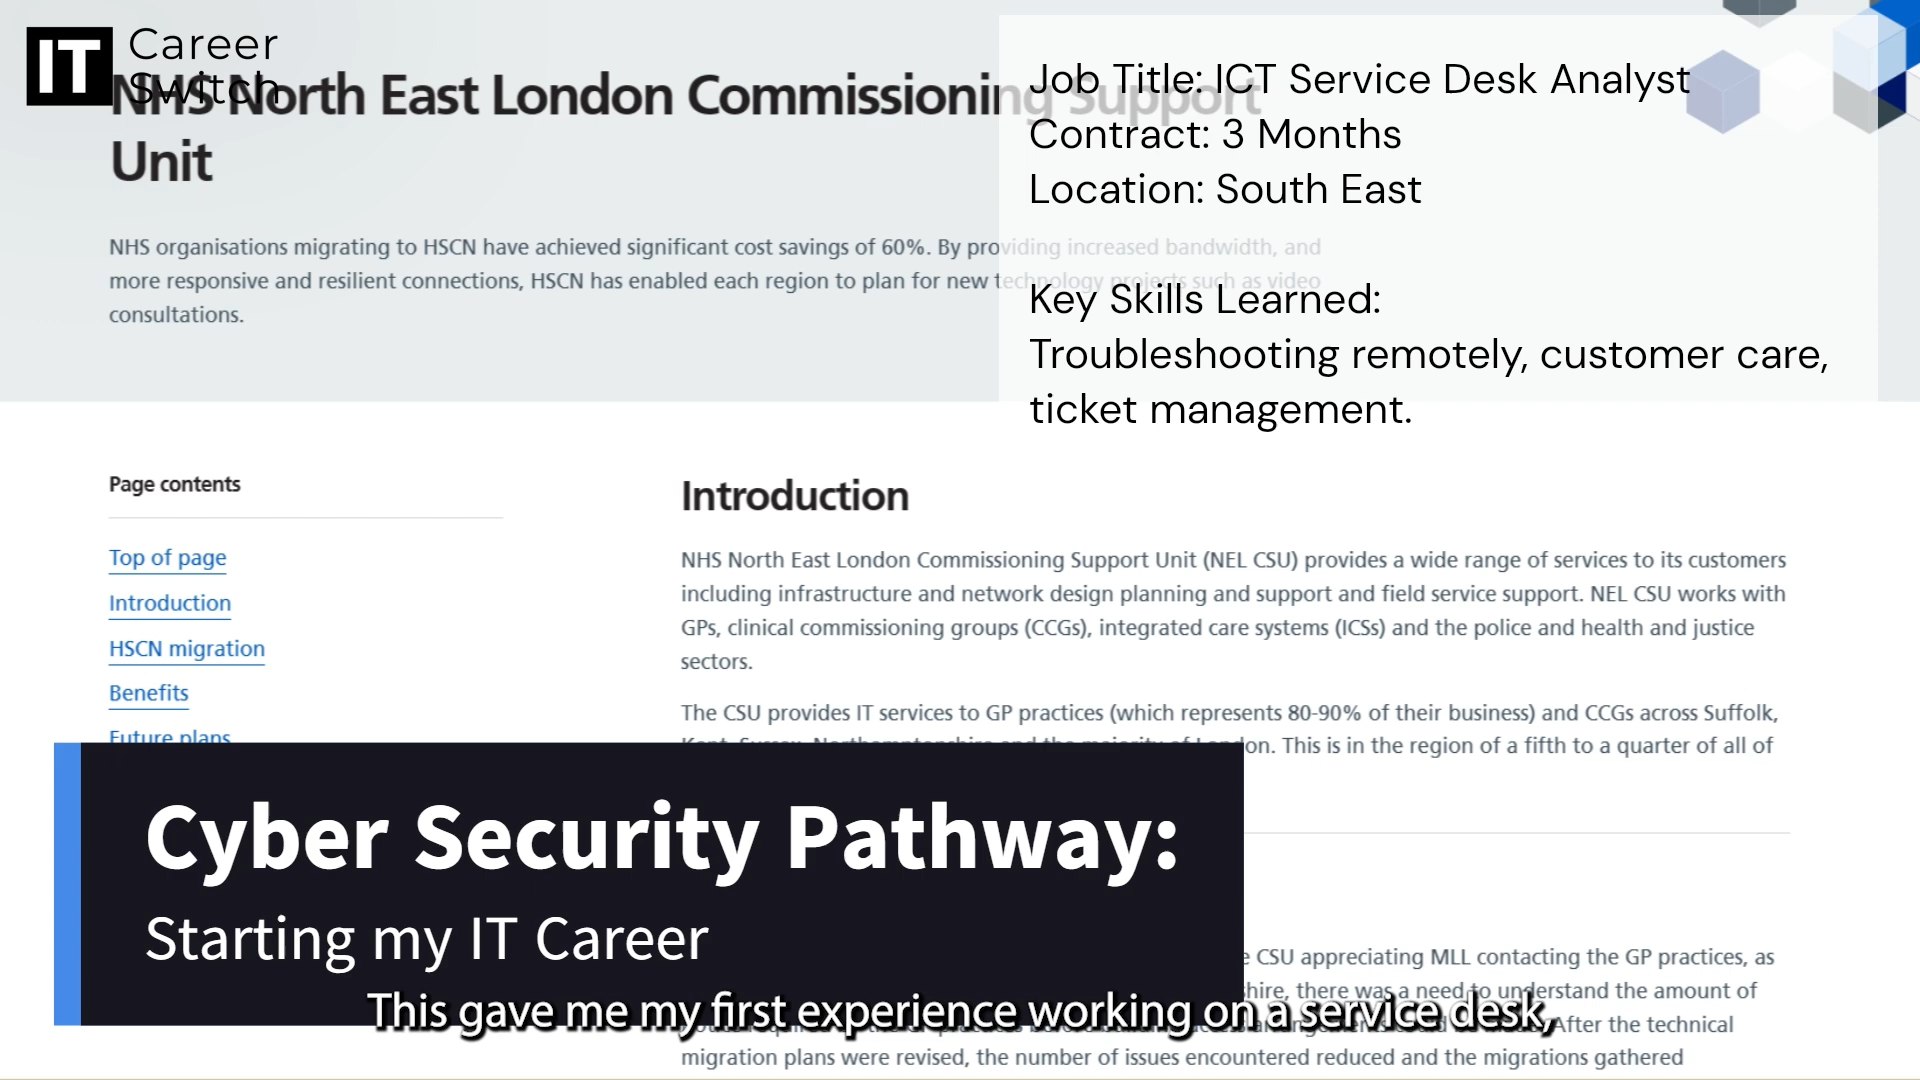 IT Career
Switch
NHS North East London Commissioning Support
Unit
NHS organisations migrating to HSCN have achieved significant cost savings of 60%. By providing increased bandwidth, and
more responsive and resilient connections, HSCN has enabled each region to plan for new technology projects such as video
consultations.
Job Title: ICT Service Desk Analyst
Contract: 3 Months
Location: South East
Key Skills Learned:
Troubleshooting remotely, customer care,
ticket management.
Page contents
Top of page
Introduction
HSCN migration
Benefits
Future plans
Introduction
NHS North East London Commissioning Support Unit (NEL CSU) provides a wide range of services to its customers
including infrastructure and network design planning and support and field service support. NEL CSU works with
GPs, clinical commissioning groups (CCGs), integrated care systems (ICSs) and the police and health and justice
sectors.
The CSU provides IT services to GP practices (which represents 80-90% of their business) and CCGs across Suffolk,
Kent, Sussex, Northamptonshire and the majority of London. This is in the region of a fifth to a quarter of all of
Cyber Security Pathway:
Starting my IT Career
CSU appreciating MLL contacting the GP practices, as
there was a need to understand the amount of
After the technical
migration plans were revised, the number of issues encountered reduced and the migrations gathered
This gave me my first experience working on a service desk,